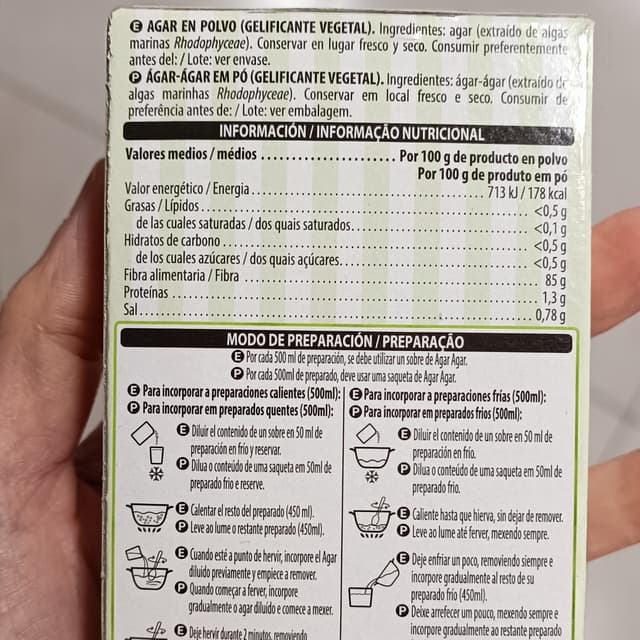 E AGAR EN POLVO (GELIFICANTE VEGETAL). Ingredientes: agar (extraído de algas
marinas Rhodophyceae). Conservar en lugar fresco y seco. Consumir preferentemente
antes del: / Lote: ver envase.
P ÁGAR-ÁGAR EM PÓ (GELIFICANTE VEGETAL). Ingredientes: ágar-ágar (extraído de
algas marinhas Rhodophyceae). Conservar em local fresco e seco. Consumir de
preferência antes de: / Lote: ver embalagem.
INFORMACIÓN / INFORMAÇÃO NUTRICIONAL
Valores medios / médios .................... Por 100 g de producto en polvo
Por 100 g de produto em pó
Valor energético / Energia .................... 713 kJ / 178 kcal
Grasas / Lípidos .................... <0,5 g
de las cuales saturadas / dos quais saturados .................... <0,1 g
Hidratos de carbono .................... <0,5 g
de los cuales azúcares / dos quais açúcares .................... <0,5 g
Fibra alimentaria / Fibra .................... 85 g
Proteínas .................... 1,3 g
Sal .................... 0,78 g
MODO DE PREPARACIÓN / PREPARAÇÃO
E Por cada 500 ml de preparación, se debe utilizar un sobre de Agar Agar.
P Por cada 500ml de preparado, deve usar uma saqueta de Agar Agar.
E Para incorporar a preparaciones calientes (500ml):
P Para incorporar em preparados quentes (500ml):
E Diluir el contenido de un sobre en 50 ml de
preparación en frío y reservar.
P Dilua o conteúdo de uma saqueta em 50ml de
preparado frio e reserve.
E Calentar el resto del preparado (450 ml).
P Leve ao lume o restante preparado (450ml).
E Cuando esté a punto de hervir, incorpore el Agar
diluido previamente y empiece a remover.
P Quando começar a ferver, incorpore
gradualmente o agar diluido e comece a mexer.
E Deje hervir durante 2 minutos, removiendo
E Para incorporar a preparaciones frías (500ml):
P Para incorporar em preparados frios (500ml):
E Diluir el contenido de un sobre en 50 ml de
preparación en frío.
P Dilua o conteúdo de uma saqueta em 50ml de
preparado frio.
E Caliente hasta que hierva, sin dejar de remover.
P Leve ao lume até ferver, mexendo sempre.
E Deje enfriar un poco, removiendo siempre e
incorpore gradualmente al resto de su
preparado frío (450ml).
P Deixe arrefecer um pouco, mexendo sempre e
incorpore gradualmente ao restante preparado